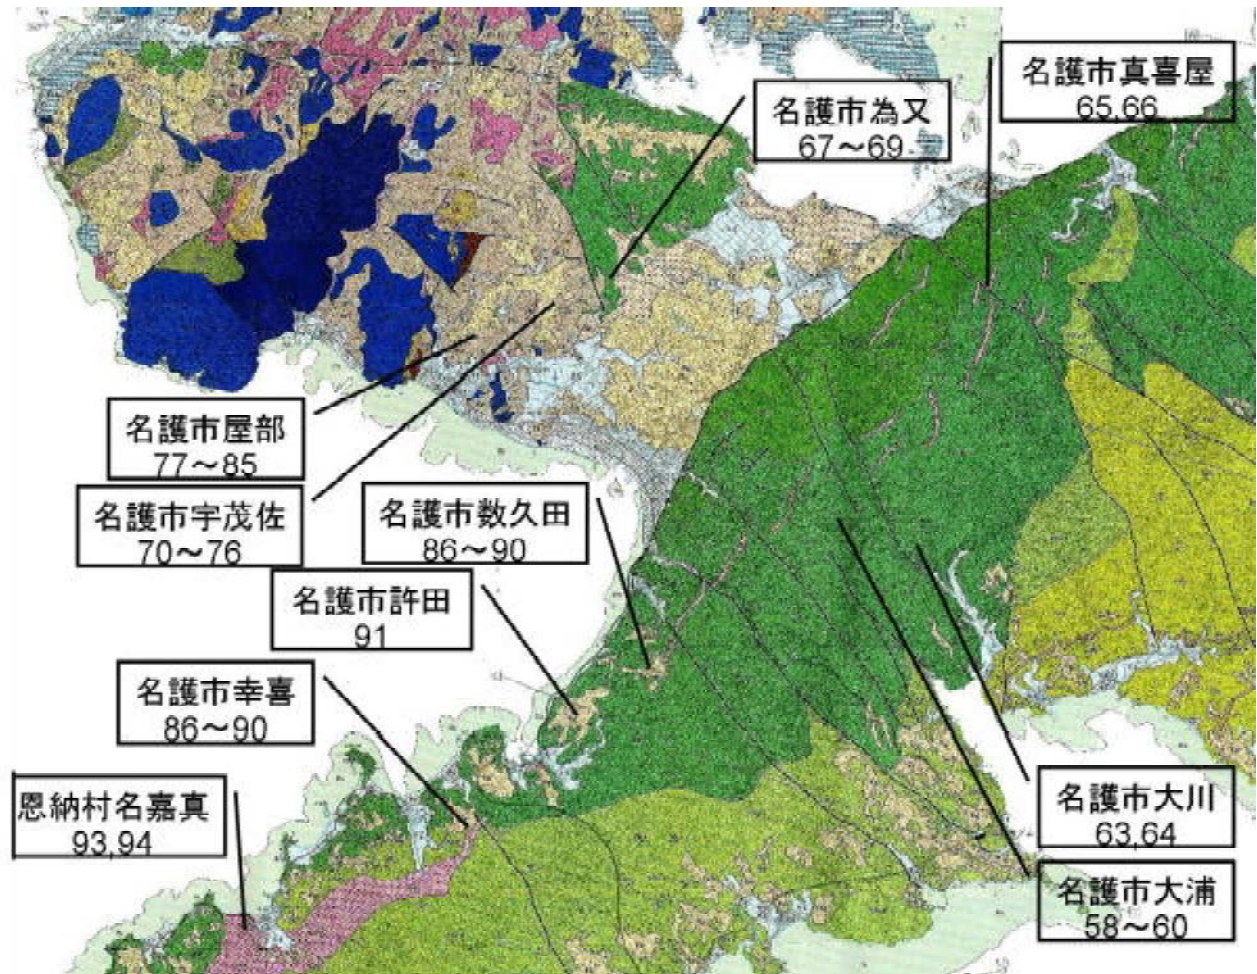 名護市真喜屋
65,66
名護市為又
67～69
名護市屋部
77～85
名護市宇茂佐
70～76
名護市数久田
86～90
名護市許田
91
名護市幸喜
86～90
恩納村名嘉真
93,94
名護市大川
63,64
名護市大浦
58～60